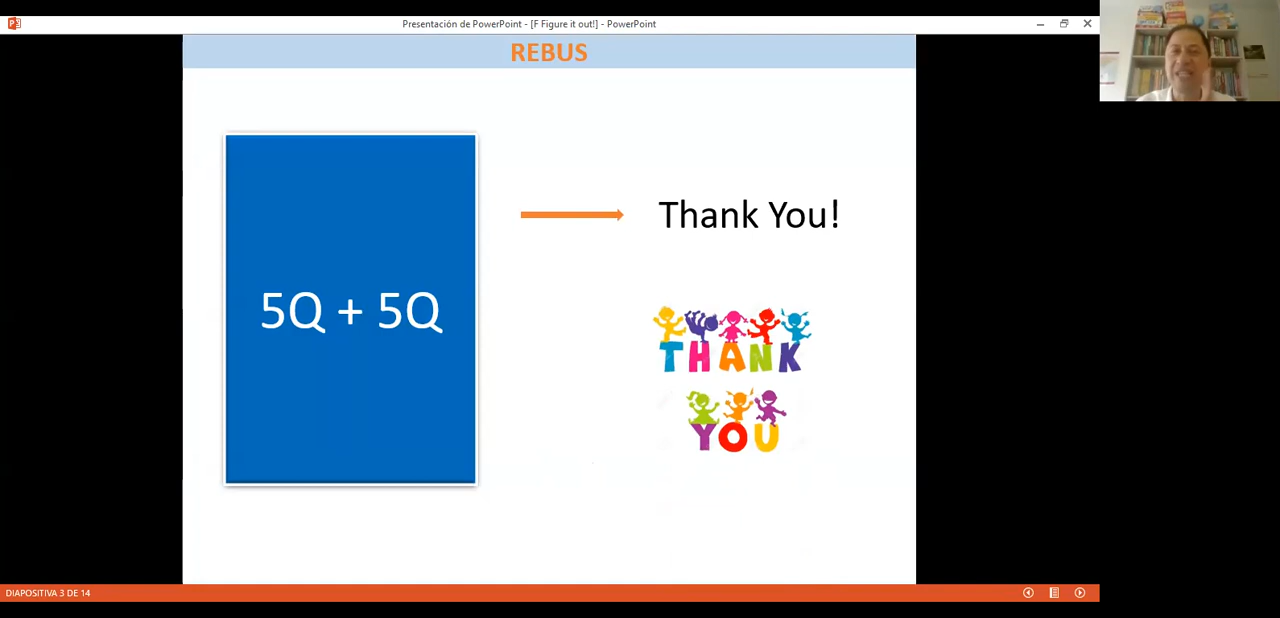 Presentación de PowerPoint - [F Figure it out!] - PowerPoint
REBUS
5Q + 5Q
Thank You!
THANK
YOU
DIAPOSITIVA 3 DE 14